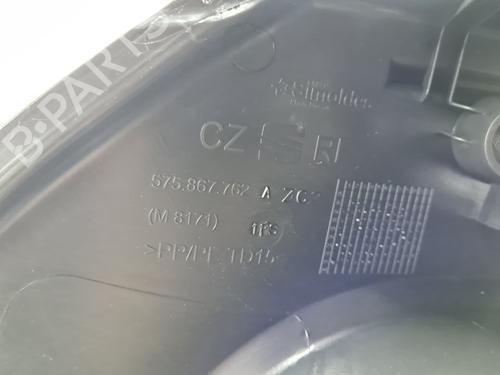 B-PARTS
Simoldes
CZ R
575.867.762 A
(M 8171)
>PP/PE TD15<